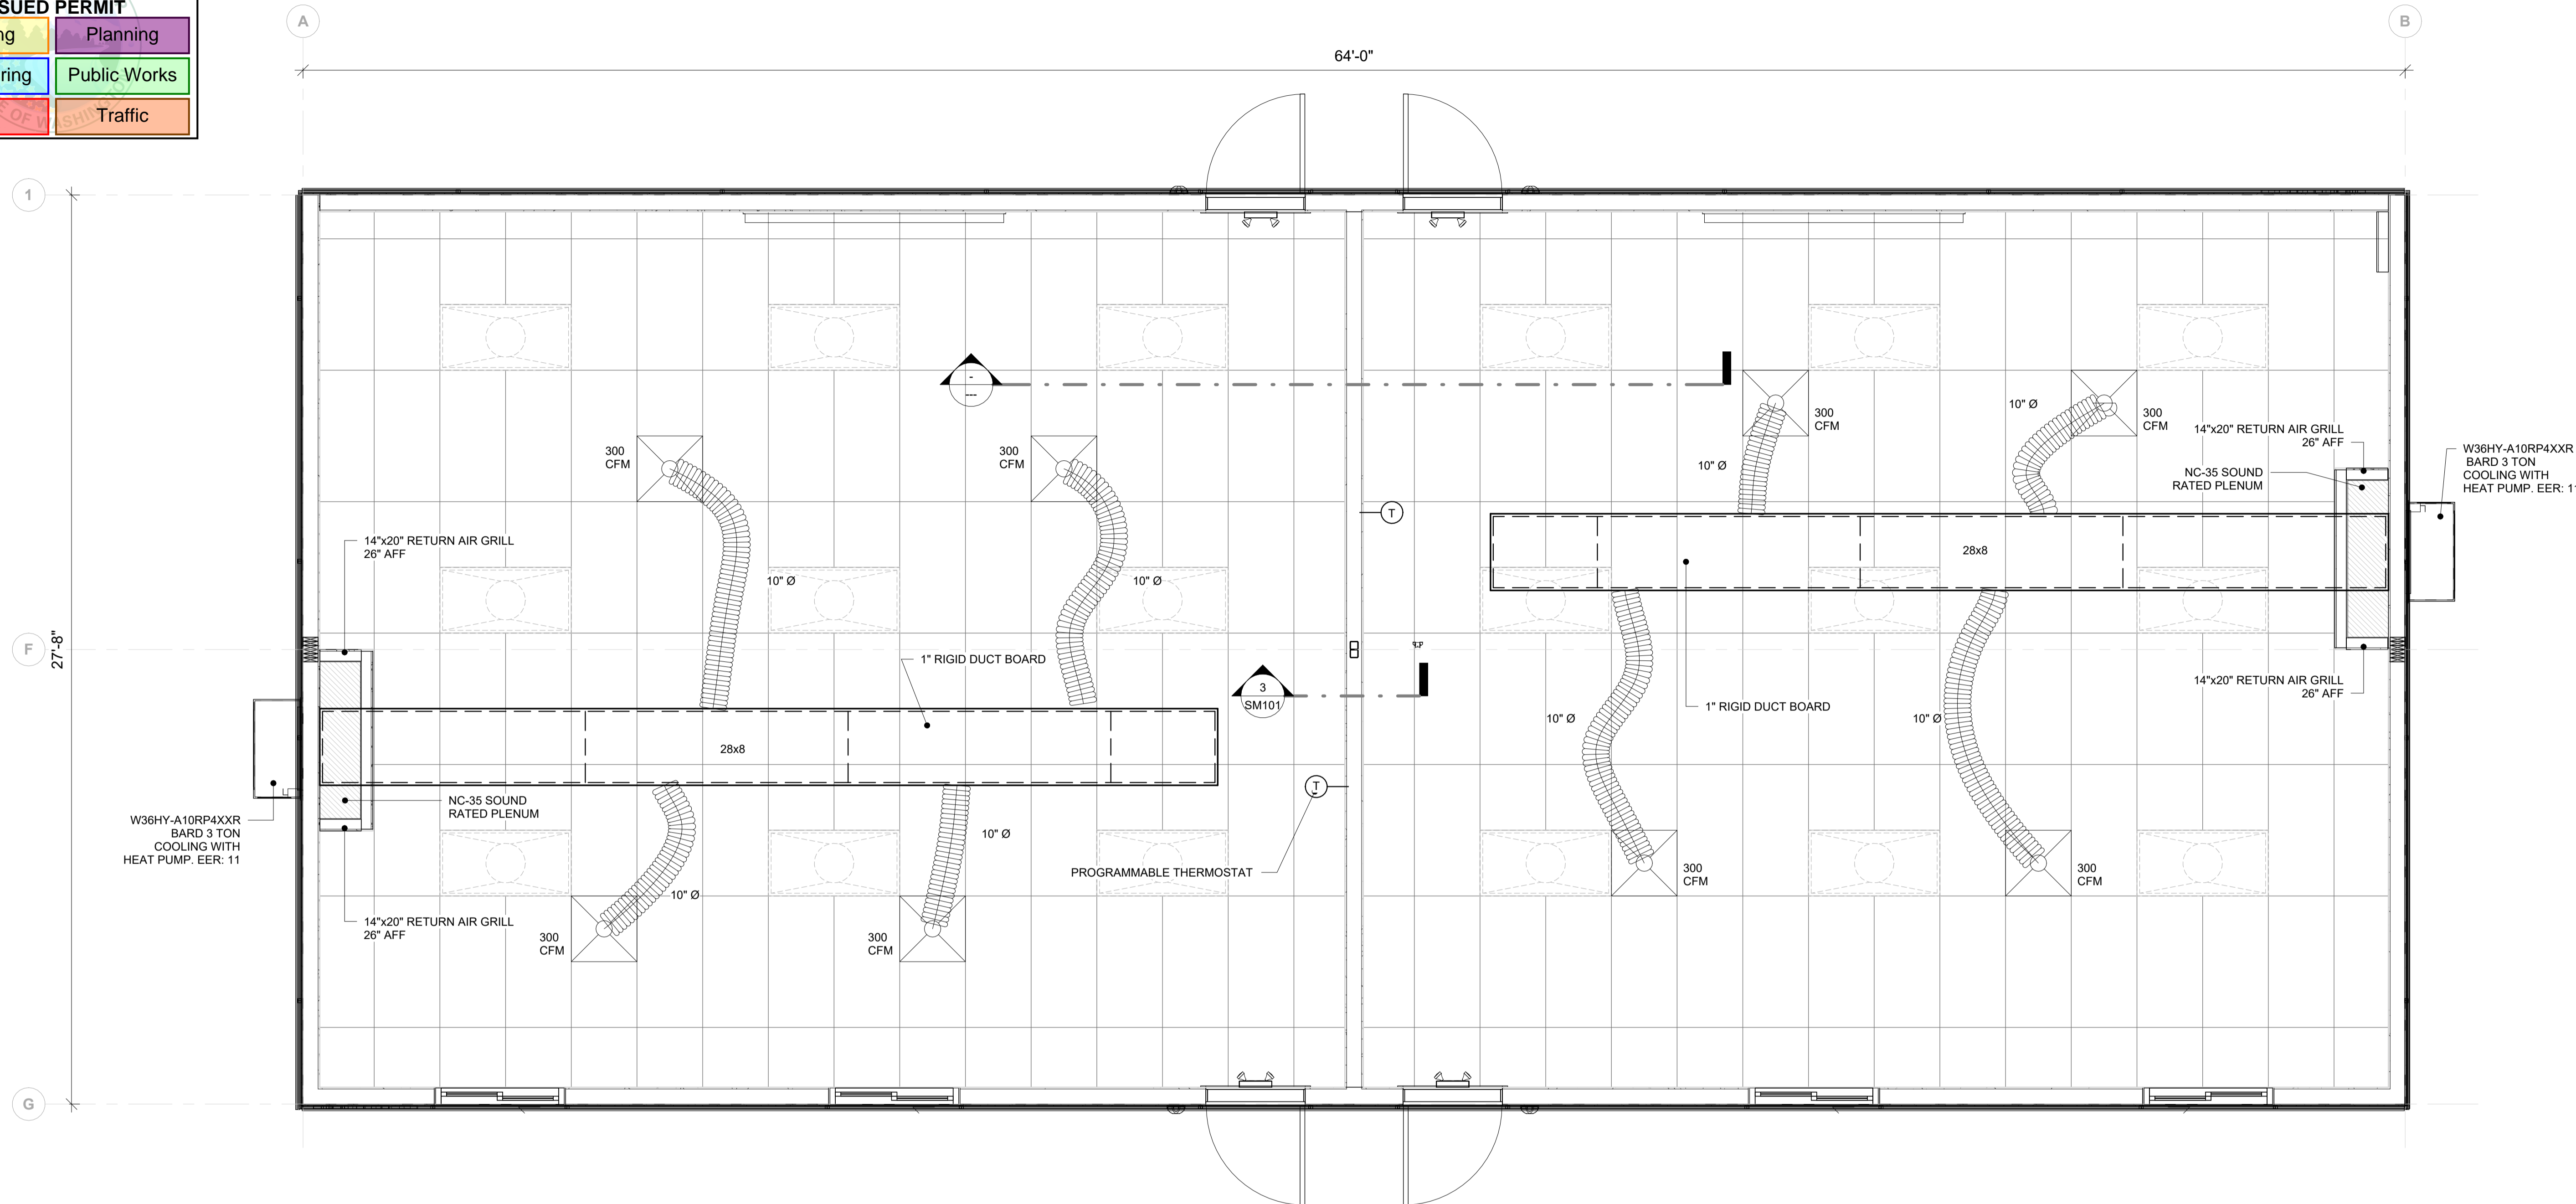 SUED PERMIT
ng
Planning
ring
Public Works
Traffic
OF WASHINGTON
A
B
64'-0"
1
F
G
27'-8"
300
CFM
300
CFM
10" Ø
10" Ø
14"x20" RETURN AIR GRILL
26" AFF
1" RIGID DUCT BOARD
28x8
NC-35 SOUND
RATED PLENUM
W36HY-A10RP4XXR
BARD 3 TON
COOLING WITH
HEAT PUMP. EER: 11
14"x20" RETURN AIR GRILL
26" AFF
10" Ø
10" Ø
300
CFM
300
CFM
-
---
3
SM101
T
T
PROGRAMMABLE THERMOSTAT
10" Ø
300
CFM
10" Ø
300
CFM
14"x20" RETURN AIR GRILL
26" AFF
NC-35 SOUND
RATED PLENUM
W36HY-A10RP4XXR
BARD 3 TON
COOLING WITH
HEAT PUMP. EER: 11
28x8
14"x20" RETURN AIR GRILL
26" AFF
1" RIGID DUCT BOARD
10" Ø
10" Ø
300
CFM
300
CFM